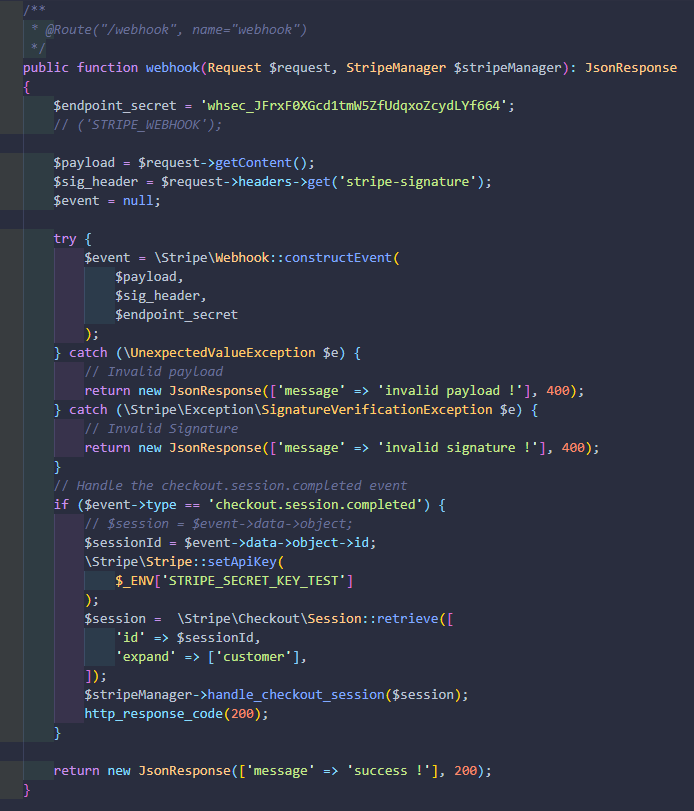 /**
 * @Route("/webhook", name="webhook")
 */
public function webhook(Request $request, StripeManager $stripeManager): JsonResponse
{
    $endpoint_secret = 'whsec_JFrxF0XGcd1tmW5ZfUdqxoZcydLYf664';
    // ('STRIPE_WEBHOOK');

    $payload = $request->getContent();
    $sig_header = $request->headers->get('stripe-signature');
    $event = null;

    try {
        $event = \Stripe\Webhook::constructEvent(
            $payload,
            $sig_header,
            $endpoint_secret
        );
    } catch (\UnexpectedValueException $e) {
        // Invalid payload
        return new JsonResponse(['message' => 'invalid payload !'], 400);
    } catch (\Stripe\Exception\SignatureVerificationException $e) {
        // Invalid Signature
        return new JsonResponse(['message' => 'invalid signature !'], 400);
    }
    // Handle the checkout.session.completed event
    if ($event->type == 'checkout.session.completed') {
        // $session = $event->data->object;
        $sessionId = $event->data->object->id;
        \Stripe\Stripe::setApiKey(
            $_ENV['STRIPE_SECRET_KEY_TEST']
        );
        $session =  \Stripe\Checkout\Session::retrieve([
            'id' => $sessionId,
            'expand' => ['customer'],
        ]);
        $stripeManager->handle_checkout_session($session);
        http_response_code(200);
    }

    return new JsonResponse(['message' => 'success !'], 200);
}